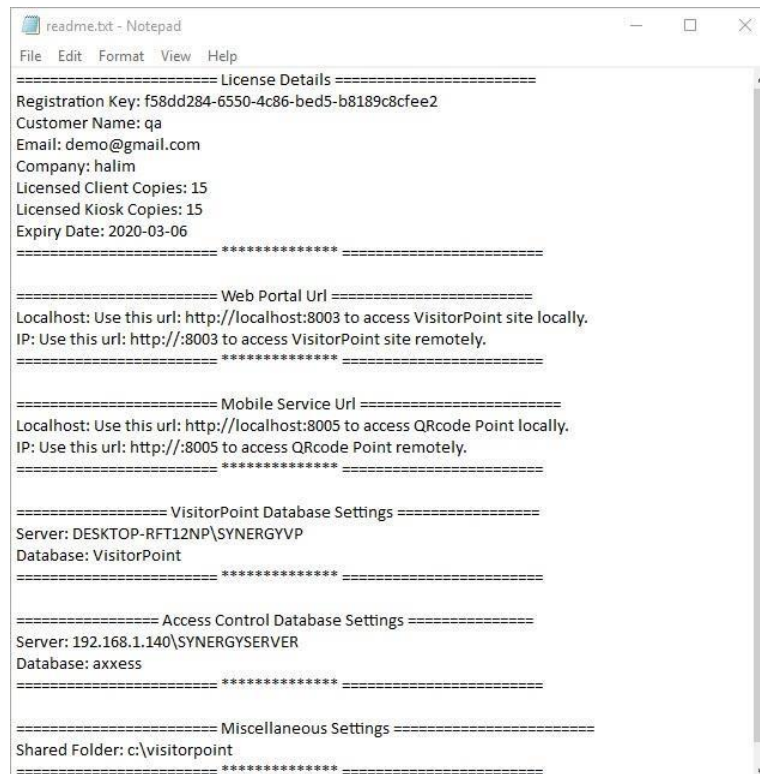 readme.txt - Notepad
File Edit Format View Help
======================== License Details ========================
Registration Key: f58dd284-6550-4c86-bed5-b8189c8cfee2
Customer Name: qa
Email: demo@gmail.com
Company: halim
Licensed Client Copies: 15
Licensed Kiosk Copies: 15
Expiry Date: 2020-03-06
======================== ************** ========================

======================== Web Portal Url ========================
Localhost: Use this url: http://localhost:8003 to access VisitorPoint site locally.
IP: Use this url: http://:8003 to access VisitorPoint site remotely.
======================== ************** ========================

======================== Mobile Service Url ========================
Localhost: Use this url: http://localhost:8005 to access QRcode Point locally.
IP: Use this url: http://:8005 to access QRcode Point remotely.
======================== ************** ========================

================== VisitorPoint Database Settings =================
Server: DESKTOP-RFT12NP\SYNERGYVP
Database: VisitorPoint
======================== ************** ========================

================= Access Control Database Settings ===============
Server: 192.168.1.140\SYNERGYSERVER
Database: axxess
======================== ************** ========================

======================== Miscellaneous Settings ========================
Shared Folder: c:\visitorpoint
======================== ************** ========================